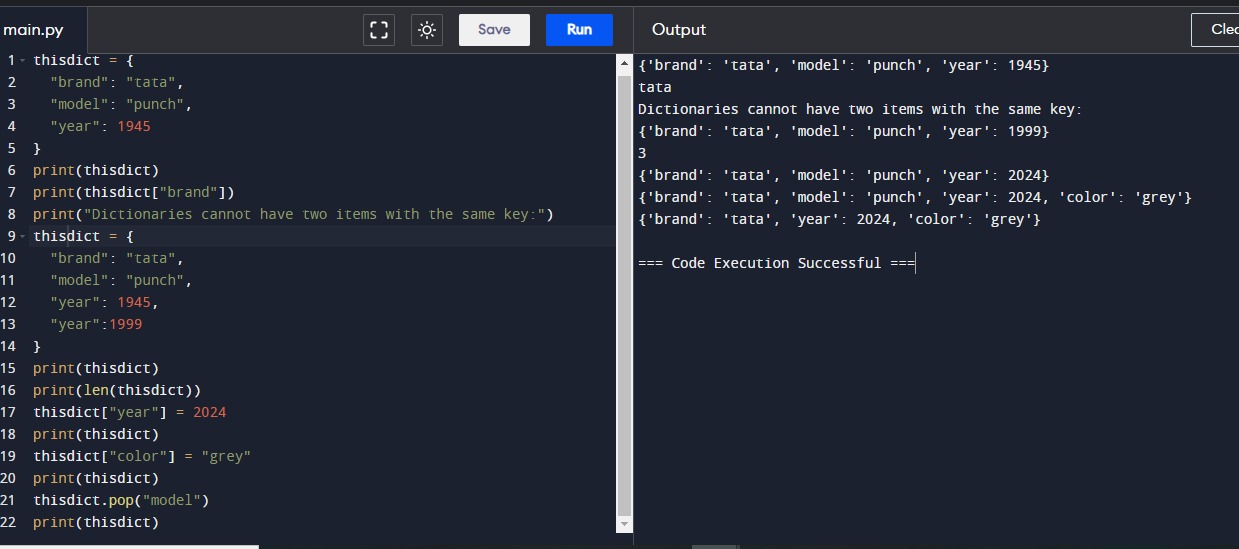 main.py
Save
Run
Output
1 thisdict = {
2 "brand": "tata",
3 "model": "punch",
4 "year": 1945
5 }
6 print(thisdict)
7 print(thisdict["brand"])
8 print("Dictionaries cannot have two items with the same key:")
9 thisdict = {
10 "brand": "tata",
11 "model": "punch",
12 "year": 1945,
13 "year":1999
14 }
15 print(thisdict)
16 print(len(thisdict))
17 thisdict["year"] = 2024
18 print(thisdict)
19 thisdict["color"] = "grey"
20 print(thisdict)
21 thisdict.pop("model")
22 print(thisdict)
{'brand': 'tata', 'model': 'punch', 'year': 1945}
tata
Dictionaries cannot have two items with the same key:
{'brand': 'tata', 'model': 'punch', 'year': 1999}
3
{'brand': 'tata', 'model': 'punch', 'year': 2024}
{'brand': 'tata', 'model': 'punch', 'year': 2024, 'color': 'grey'}
{'brand': 'tata', 'year': 2024, 'color': 'grey'}
=== Code Execution Successful ===